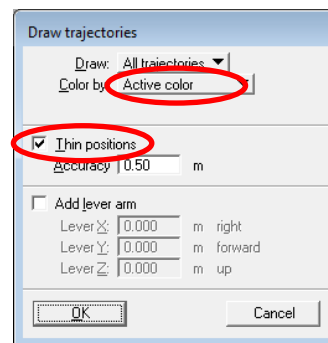 Draw trajectories
Draw: All trajectories
Color by: Active color
Thin positions
Accuracy 0.50 m
Add lever arm
Lever X: 0.000 m right
Lever Y: 0.000 m forward
Lever Z: 0.000 m up
OK Cancel